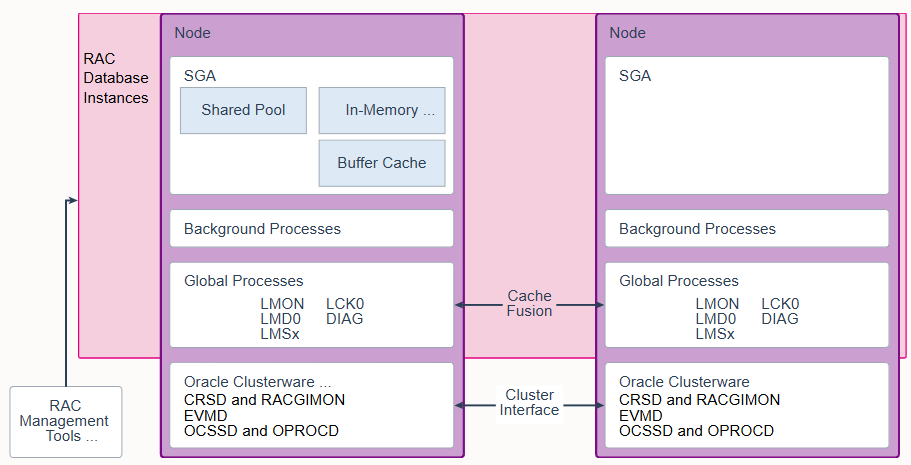 RAC
Database
Instances
Node
SGA
Shared Pool
In-Memory ...
Buffer Cache
Background Processes
Global Processes
LMON LCK0
LMD0 DIAG
LMSx
Oracle Clusterware ...
CRSD and RACGIMON
EVMD
OCSSD and OPROCD
Cache
Fusion
Cluster
Interface
Node
SGA
Background Processes
Global Processes
LMON LCK0
LMD0 DIAG
LMSx
Oracle Clusterware
CRSD and RACGIMON
EVMD
OCSSD and OPROCD
RAC
Management
Tools ...